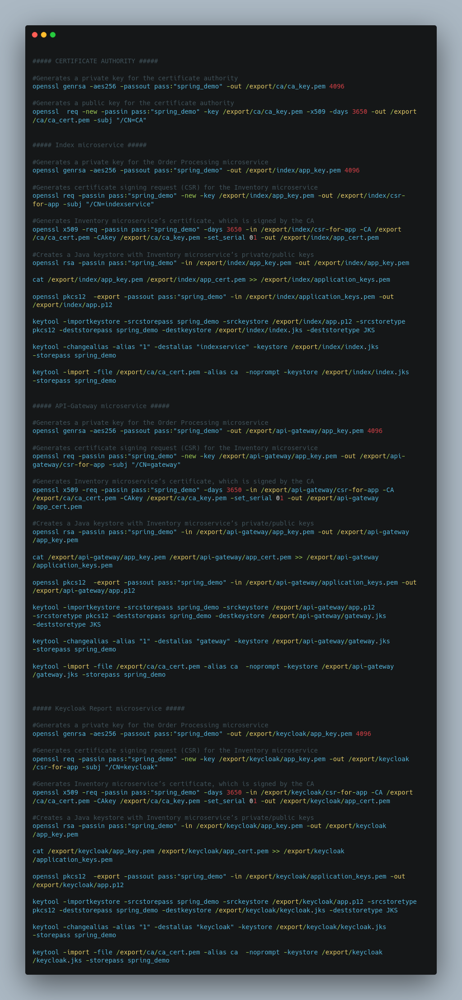 ##### CERTIFICATE AUTHORITY #####
#Generates a private key for the certificate authority
openssl genrsa -aes256 -passout pass:"spring_demo" -out /export/ca/ca_key.pem 4096
#Generates a public key for the certificate authority
openssl  req -new -passin pass:"spring_demo" -key /export/ca/ca_key.pem -x509 -days 3650 -out /export
/ca/ca_cert.pem -subj "/CN=CA"
##### Index microservice #####
#Generates a private key for the Order Processing microservice
openssl genrsa -aes256 -passout pass:"spring_demo" -out /export/index/app_key.pem 4096
#Generates certificate signing request (CSR) for the Inventory microservice
openssl req -passin pass:"spring_demo" -new -key /export/index/app_key.pem -out /export/index/csr-
for-app -subj "/CN=indexservice"
#Generates Inventory microservice’s certificate, which is signed by the CA
openssl x509 -req -passin pass:"spring_demo" -days 3650 -in /export/index/csr-for-app -CA /export
/ca/ca_cert.pem -CAkey /export/ca/ca_key.pem -set_serial 01 -out /export/index/app_cert.pem
#Creates a Java keystore with Inventory microservice’s private/public keys
openssl rsa -passin pass:"spring_demo" -in /export/index/app_key.pem -out /export/index/app_key.pem
cat /export/index/app_key.pem /export/index/app_cert.pem >> /export/index/application_keys.pem
openssl pkcs12  -export -passout pass:"spring_demo" -in /export/index/application_keys.pem -out
/export/index/app.p12
keytool -importkeystore -srcstorepass spring_demo -srckeystore /export/index/app.p12 -srcstoretype
pkcs12 -deststorepass spring_demo -destkeystore /export/index/index.jks -deststoretype JKS
keytool -changealias -alias "1" -destalias "indexservice" -keystore /export/index/index.jks
-storepass spring_demo
keytool -import -file /export/ca/ca_cert.pem -alias ca  -noprompt -keystore /export/index/index.jks
-storepass spring_demo
##### API-Gateway microservice #####
#Generates a private key for the Order Processing microservice
openssl genrsa -aes256 -passout pass:"spring_demo" -out /export/api-gateway/app_key.pem 4096
#Generates certificate signing request (CSR) for the Inventory microservice
openssl req -passin pass:"spring_demo" -new -key /export/api-gateway/app_key.pem -out /export/api-
gateway/csr-for-app -subj "/CN=gateway"
#Generates Inventory microservice’s certificate, which is signed by the CA
openssl x509 -req -passin pass:"spring_demo" -days 3650 -in /export/api-gateway/csr-for-app -CA
/export/ca/ca_cert.pem -CAkey /export/ca/ca_key.pem -set_serial 01 -out /export/api-gateway
/app_cert.pem
#Creates a Java keystore with Inventory microservice’s private/public keys
openssl rsa -passin pass:"spring_demo" -in /export/api-gateway/app_key.pem -out /export/api-gateway
/app_key.pem
cat /export/api-gateway/app_key.pem /export/api-gateway/app_cert.pem >> /export/api-gateway
/application_keys.pem
openssl pkcs12  -export -passout pass:"spring_demo" -in /export/api-gateway/application_keys.pem -out
/export/api-gateway/app.p12
keytool -importkeystore -srcstorepass spring_demo -srckeystore /export/api-gateway/app.p12
-srcstoretype pkcs12 -deststorepass spring_demo -destkeystore /export/api-gateway/gateway.jks
-deststoretype JKS
keytool -changealias -alias "1" -destalias "gateway" -keystore /export/api-gateway/gateway.jks
-storepass spring_demo
keytool -import -file /export/ca/ca_cert.pem -alias ca  -noprompt -keystore /export/api-gateway
/gateway.jks -storepass spring_demo
##### Keycloak Report microservice #####
#Generates a private key for the Order Processing microservice
openssl genrsa -aes256 -passout pass:"spring_demo" -out /export/keycloak/app_key.pem 4096
#Generates certificate signing request (CSR) for the Inventory microservice
openssl req -passin pass:"spring_demo" -new -key /export/keycloak/app_key.pem -out /export/keycloak
/csr-for-app -subj "/CN=keycloak"
#Generates Inventory microservice’s certificate, which is signed by the CA
openssl x509 -req -passin pass:"spring_demo" -days 3650 -in /export/keycloak/csr-for-app -CA /export
/ca/ca_cert.pem -CAkey /export/ca/ca_key.pem -set_serial 01 -out /export/keycloak/app_cert.pem
#Creates a Java keystore with Inventory microservice’s private/public keys
openssl rsa -passin pass:"spring_demo" -in /export/keycloak/app_key.pem -out /export/keycloak
/app_key.pem
cat /export/keycloak/app_key.pem /export/keycloak/app_cert.pem >> /export/keycloak
/application_keys.pem
openssl pkcs12  -export -passout pass:"spring_demo" -in /export/keycloak/application_keys.pem -out
/export/keycloak/app.p12
keytool -importkeystore -srcstorepass spring_demo -srckeystore /export/keycloak/app.p12 -srcstoretype
pkcs12 -deststorepass spring_demo -destkeystore /export/keycloak/keycloak.jks -deststoretype JKS
keytool -changealias -alias "1" -destalias "keycloak" -keystore /export/keycloak/keycloak.jks
-storepass spring_demo
keytool -import -file /export/ca/ca_cert.pem -alias ca  -noprompt -keystore /export/keycloak
/keycloak.jks -storepass spring_demo